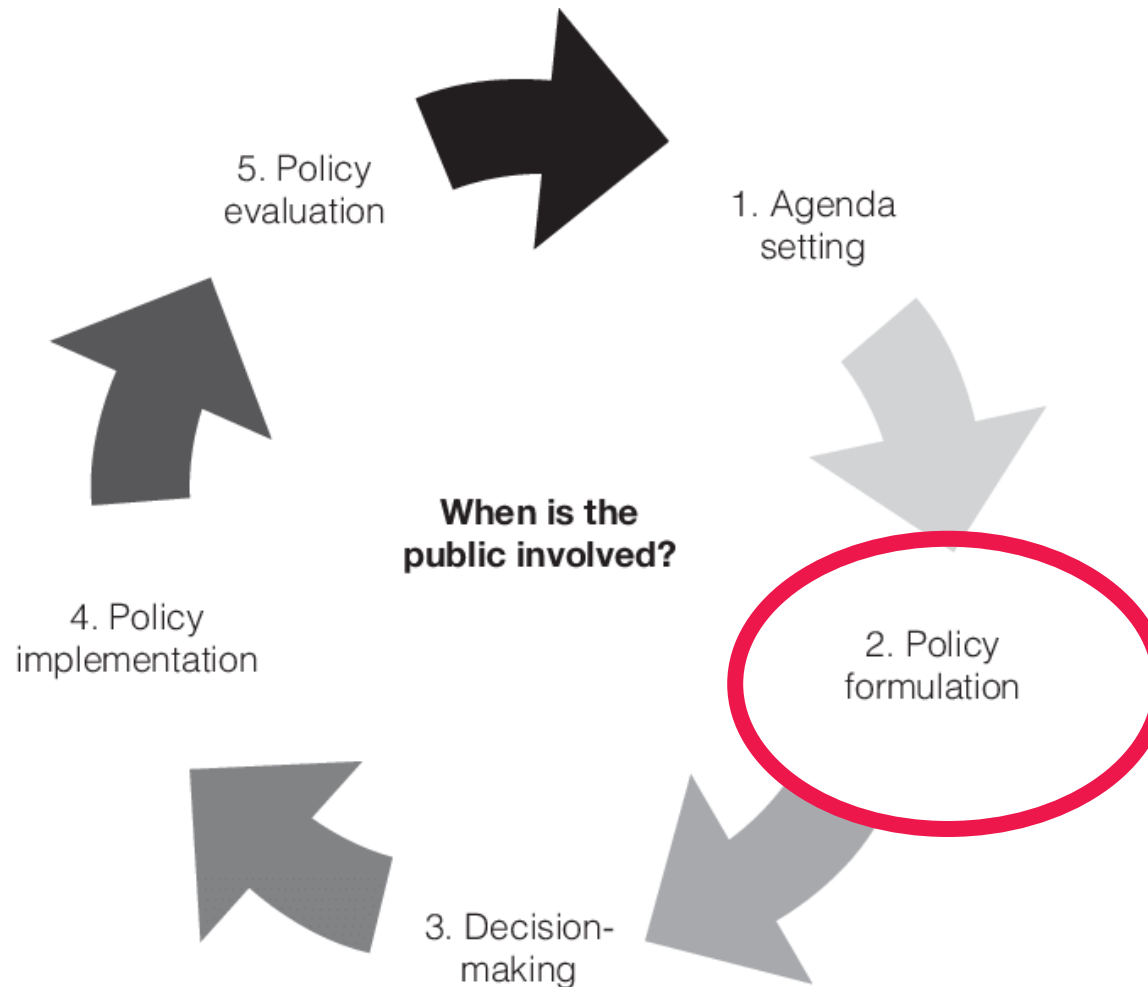 1. Agenda
setting
2. Policy
formulation
3. Decision-
making
4. Policy
implementation
5. Policy
evaluation
When is the
public involved?